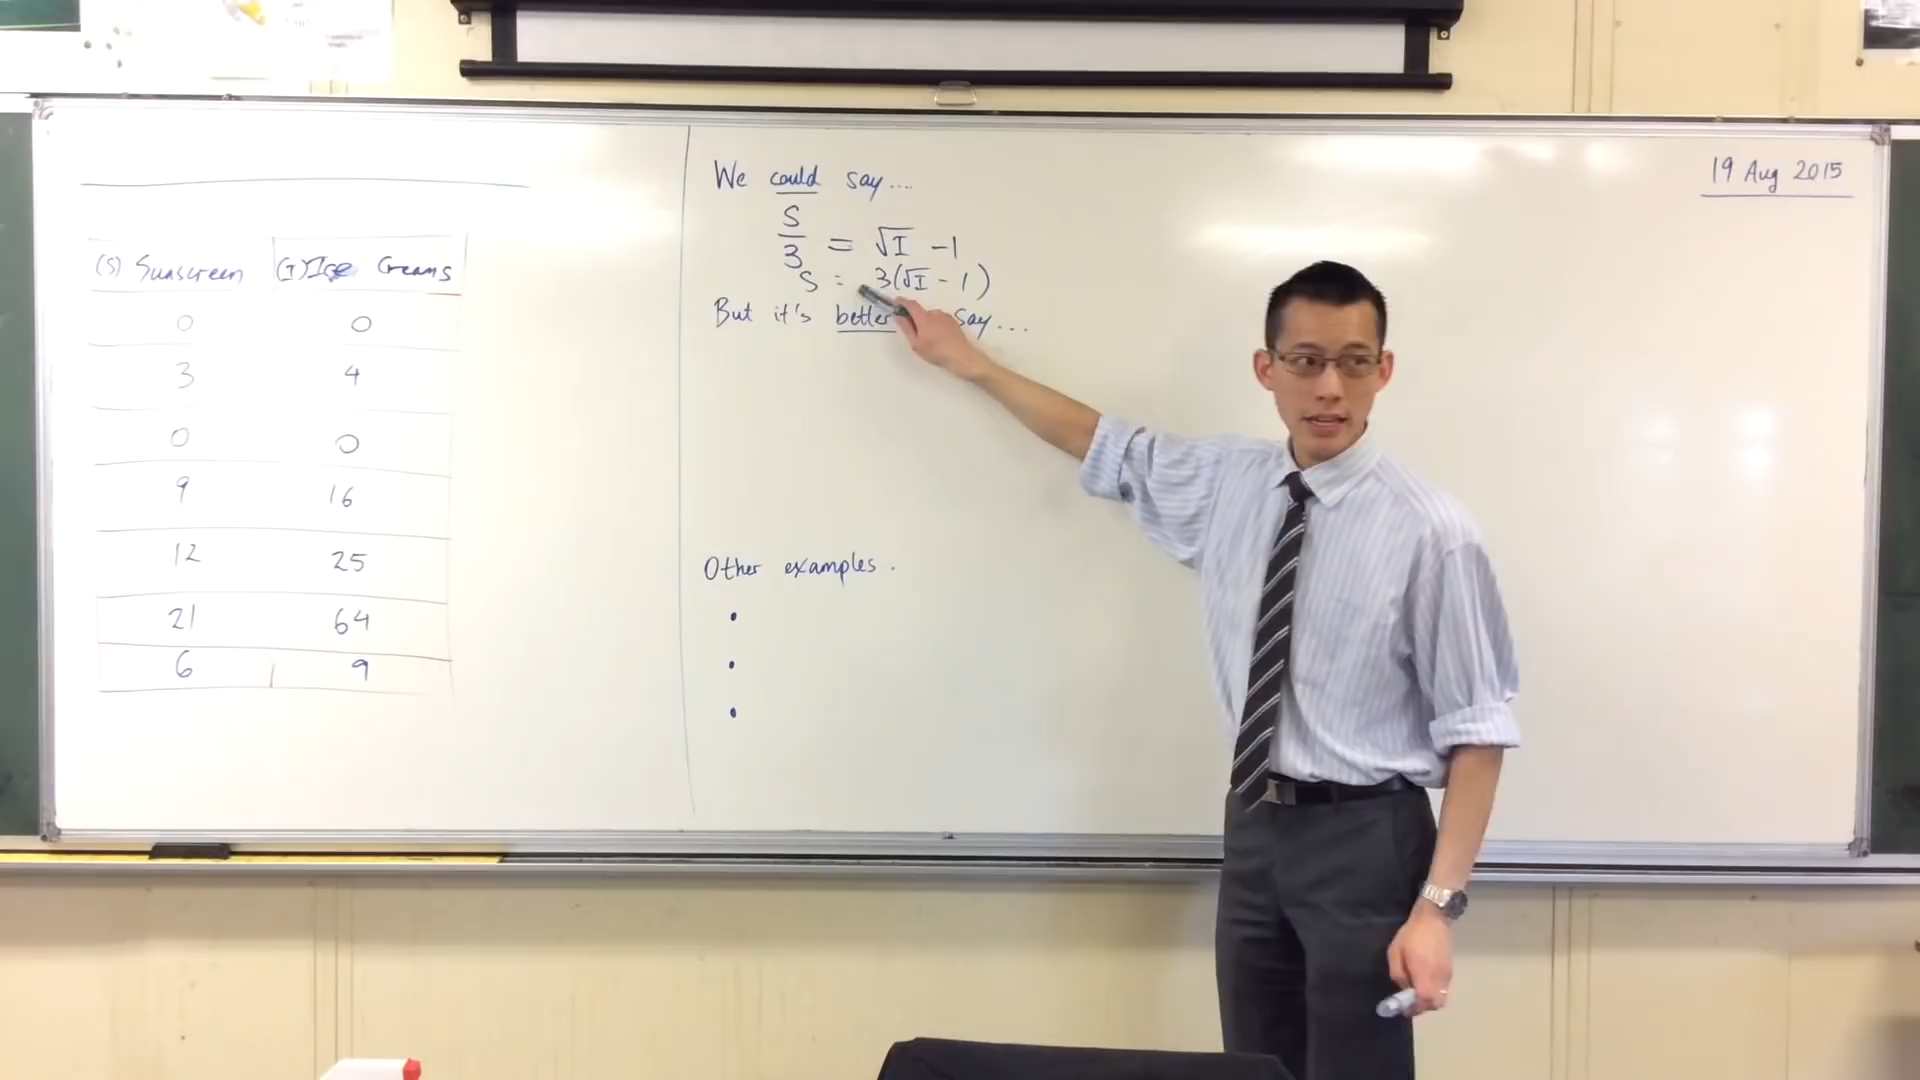 (S) Sunscreen (I) Ice Creams
0 0
3 4
0 0
9 16
12 25
21 64
6 9
We could say....
S/3 = √I - 1
S = 3(√I - 1)
But it's better say...
Other examples.
•
•
•
19 Aug 2015